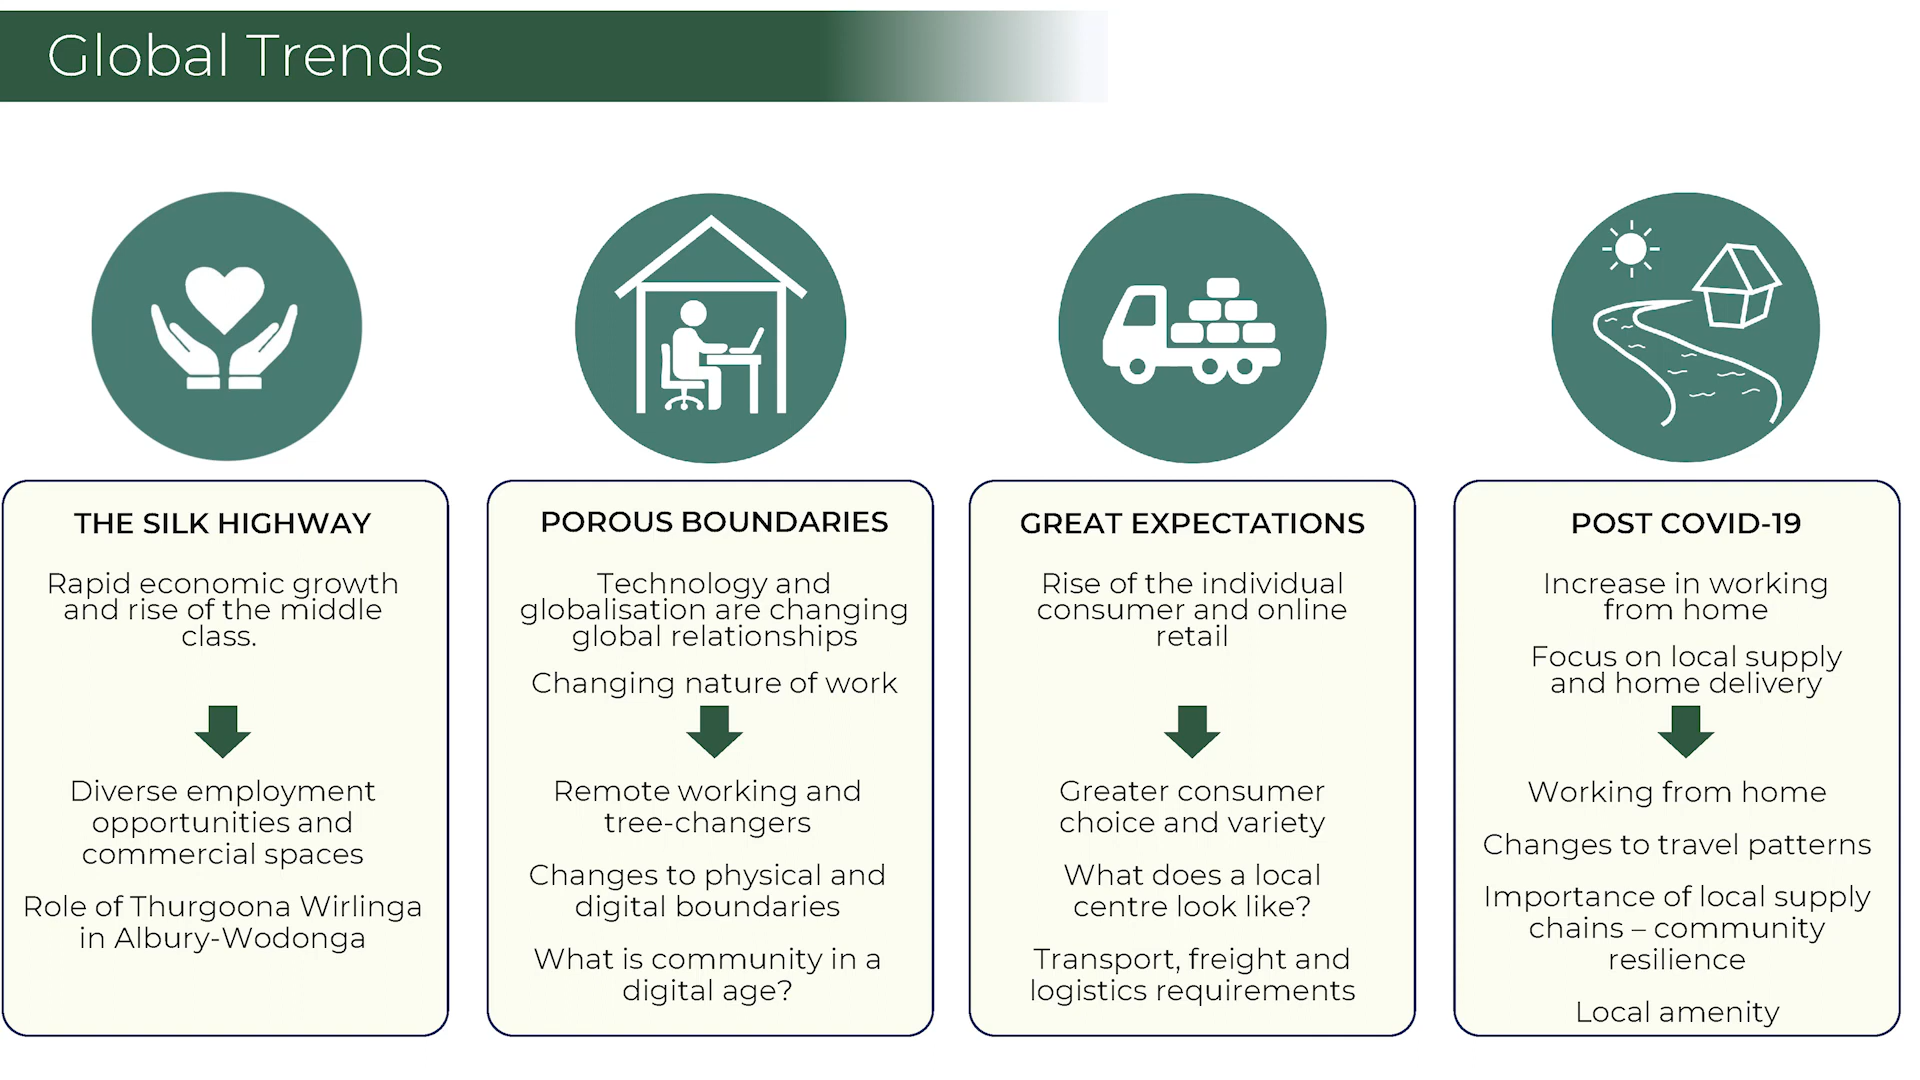 Global Trends
THE SILK HIGHWAY
Rapid economic growth
and rise of the middle
class.
Diverse employment
opportunities and
commercial spaces
Role of Thurgoona Wirlinga
in Albury-Wodonga
POROUS BOUNDARIES
Technology and
globalisation are changing
global relationships
Changing nature of work
Remote working and
tree-changers
Changes to physical and
digital boundaries
What is community in a
digital age?
GREAT EXPECTATIONS
Rise of the individual
consumer and online
retail
Greater consumer
choice and variety
What does a local
centre look like?
Transport, freight and
logistics requirements
POST COVID-19
Increase in working
from home
Focus on local supply
and home delivery
Working from home
Changes to travel patterns
Importance of local supply
chains – community
resilience
Local amenity